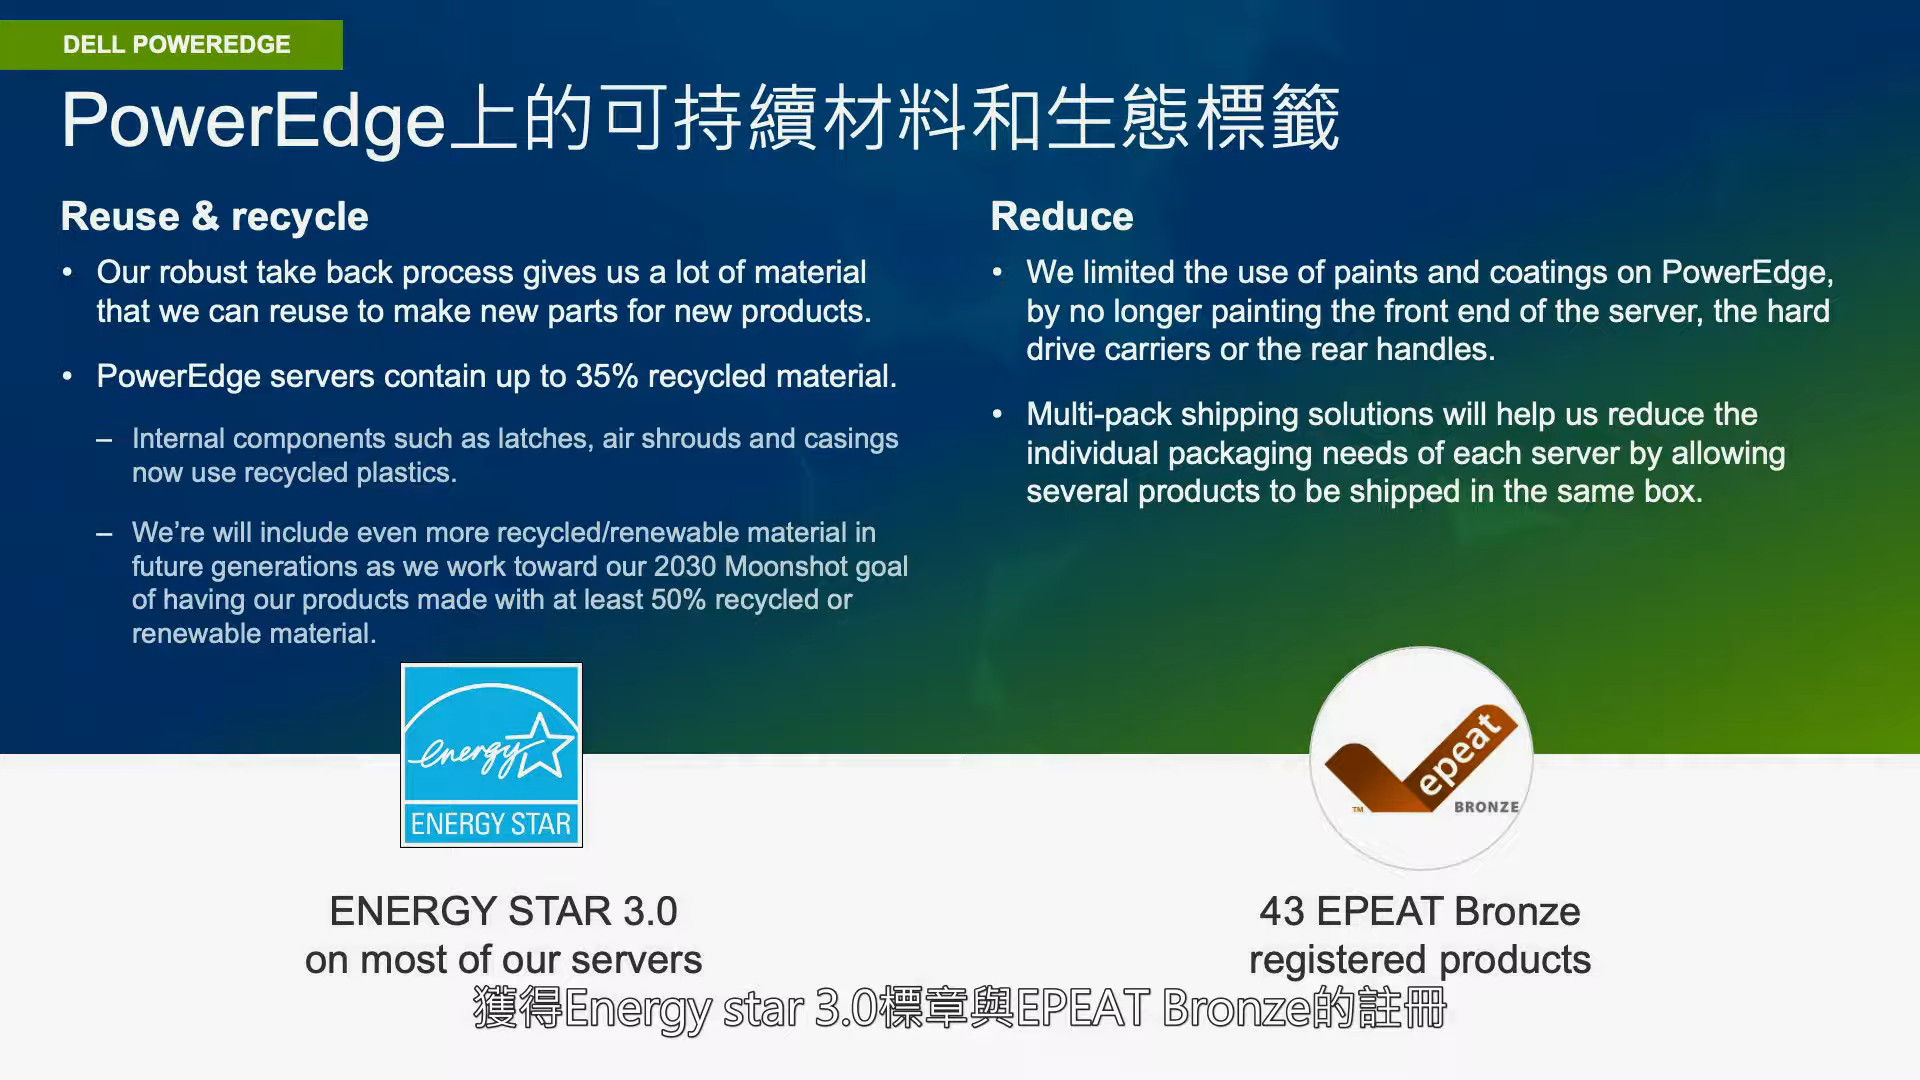 DELL POWEREDGE
PowerEdge上的可持續材料和生態標籤
Reuse & recycle
• Our robust take back process gives us a lot of material
that we can reuse to make new parts for new products.
• PowerEdge servers contain up to 35% recycled material.
– Internal components such as latches, air shrouds and casings
now use recycled plastics.
– We’re will include even more recycled/renewable material in
future generations as we work toward our 2030 Moonshot goal
of having our products made with at least 50% recycled or
renewable material.
Reduce
• We limited the use of paints and coatings on PowerEdge,
by no longer painting the front end of the server, the hard
drive carriers or the rear handles.
• Multi-pack shipping solutions will help us reduce the
individual packaging needs of each server by allowing
several products to be shipped in the same box.
energy
ENERGY STAR
ENERGY STAR 3.0
on most of our servers
epeat
TM
BRONZE
43 EPEAT Bronze
registered products
獲得Energy star 3.0標章與EPEAT Bronze的註冊